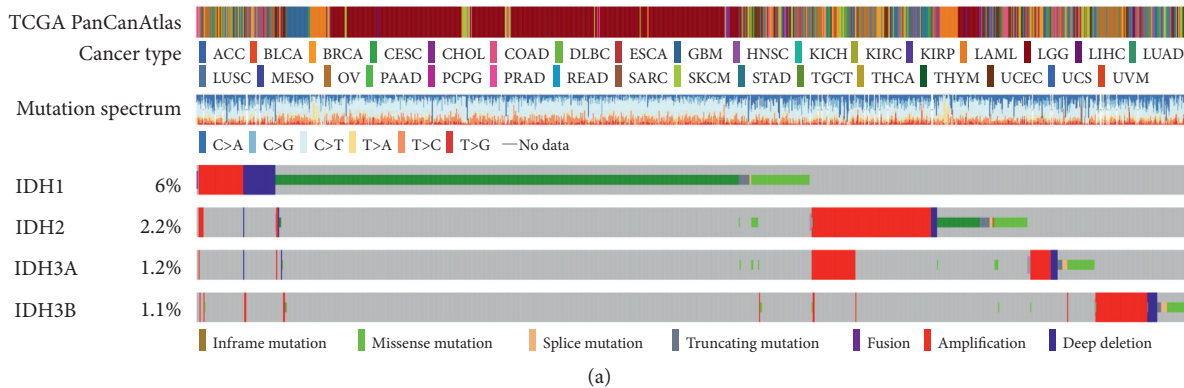 TCGA PanCanAtlas
Cancer type
ACC BLCA BRCA CESC CHOL COAD DLBC ESCA GBM HNSC KICH KIRC KIRP LAML LGG LIHC LUAD
LUSC MESO OV PAAD PCPG PRAD READ SARC SKCM STAD TGCT THCA THYM UCEC UCS UVM
Mutation spectrum
C>A C>G C>T T>A T>C T>G —No data
IDH1 6%
IDH2 2.2%
IDH3A 1.2%
IDH3B 1.1%
Inframe mutation Missense mutation Splice mutation Truncating mutation Fusion Amplification Deep deletion
(a)